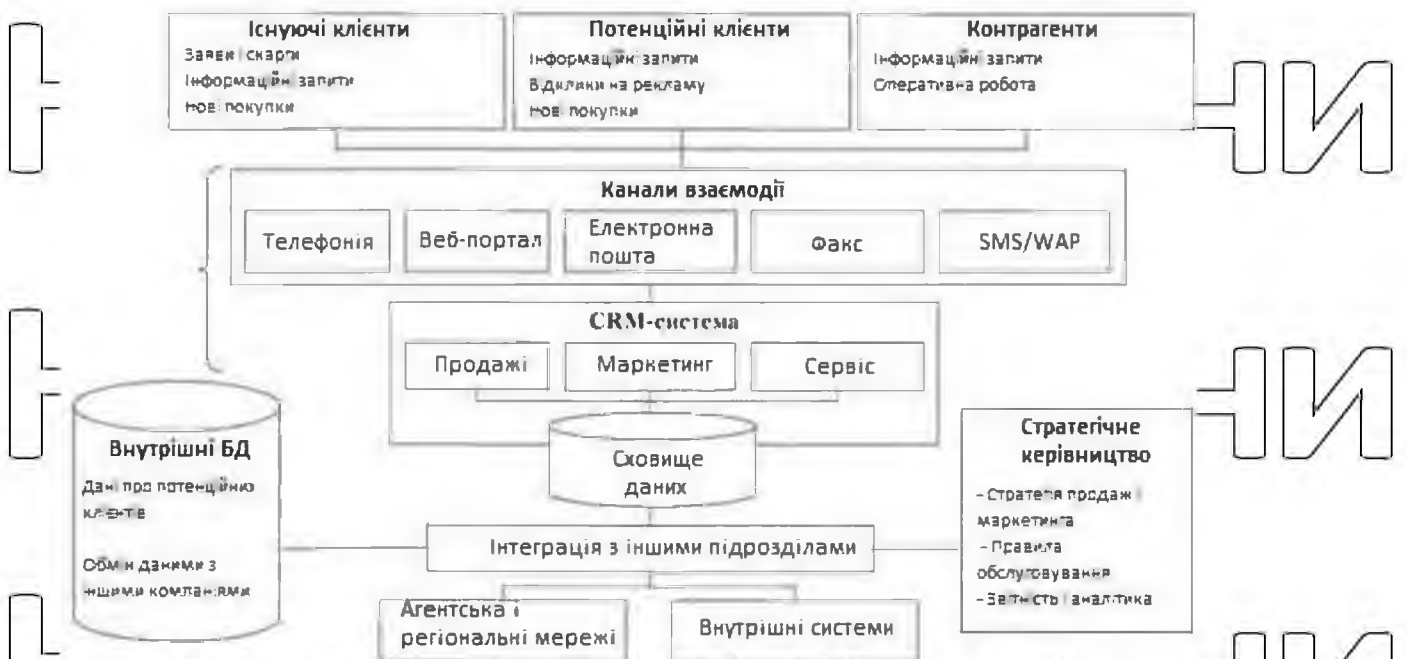 Існуючі клієнти
Заяви і скарги
Інформаційні запити
Нові покупки
Потенційні клієнти
Інформаційні запити
Відклики на рекламу
Нові покупки
Контрагенти
Інформаційні запити
Оперативна робота
Канали взаємодії
Телефонія
Веб-портал
Електронна
пошта
Факс
SMS/WAP
CRM-система
Продажі
Маркетинг
Сервіс
Сховище
даних
Внутрішні БД
Дані про потенційних
клієнтів
Обмін даними з
іншими компаніями
Стратегічне
керівництво
- Стратегія продаж і
маркетинга
- Правила
обслуговування
- Звітність і аналітика
Інтеграція з іншими підрозділами
Агентська і
регіональні мережі
Внутрішні системи